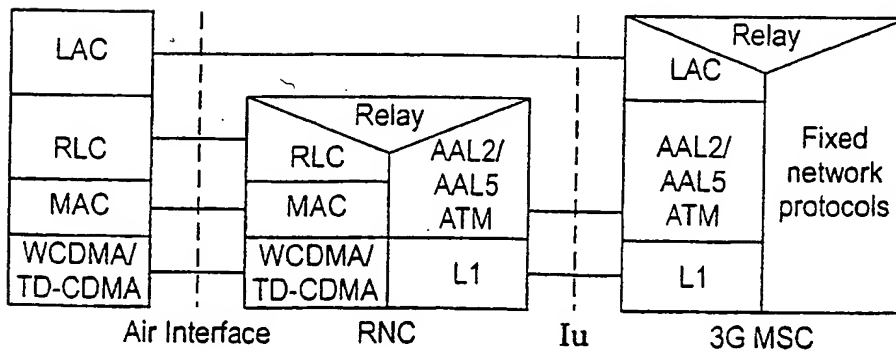 LAC
RLC
MAC
WCDMA/
TD-CDMA
Air Interface
Relay
RLC
MAC
WCDMA/
TD-CDMA
AAL2/
AAL5
ATM
L1
RNC
Iu
Relay
LAC
AAL2/
AAL5
ATM
L1
Fixed
network
protocols
3G MSC